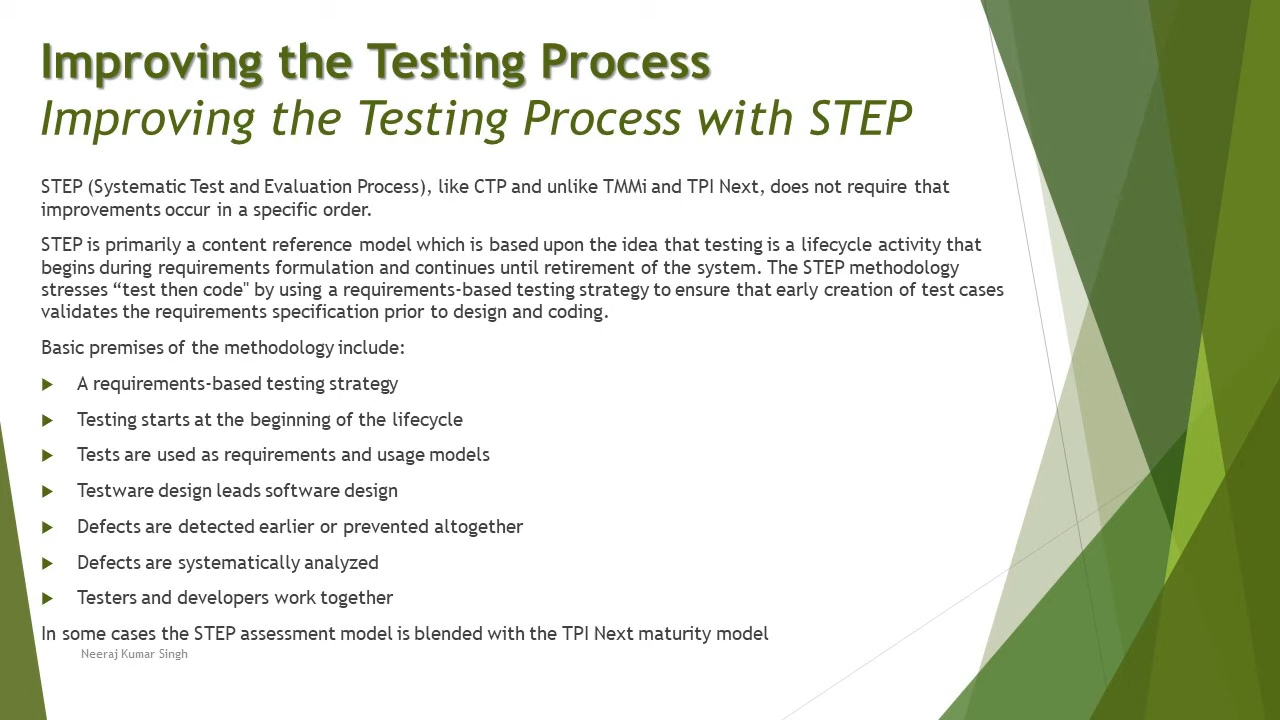 Improving the Testing Process
Improving the Testing Process with STEP
STEP (Systematic Test and Evaluation Process), like CTP and unlike TMMi and TPI Next, does not require that
improvements occur in a specific order.
STEP is primarily a content reference model which is based upon the idea that testing is a lifecycle activity that
begins during requirements formulation and continues until retirement of the system. The STEP methodology
stresses “test then code" by using a requirements-based testing strategy to ensure that early creation of test cases
validates the requirements specification prior to design and coding.
Basic premises of the methodology include:
A requirements-based testing strategy
Testing starts at the beginning of the lifecycle
Tests are used as requirements and usage models
Testware design leads software design
Defects are detected earlier or prevented altogether
Defects are systematically analyzed
Testers and developers work together
In some cases the STEP assessment model is blended with the TPI Next maturity model
Neeraj Kumar Singh